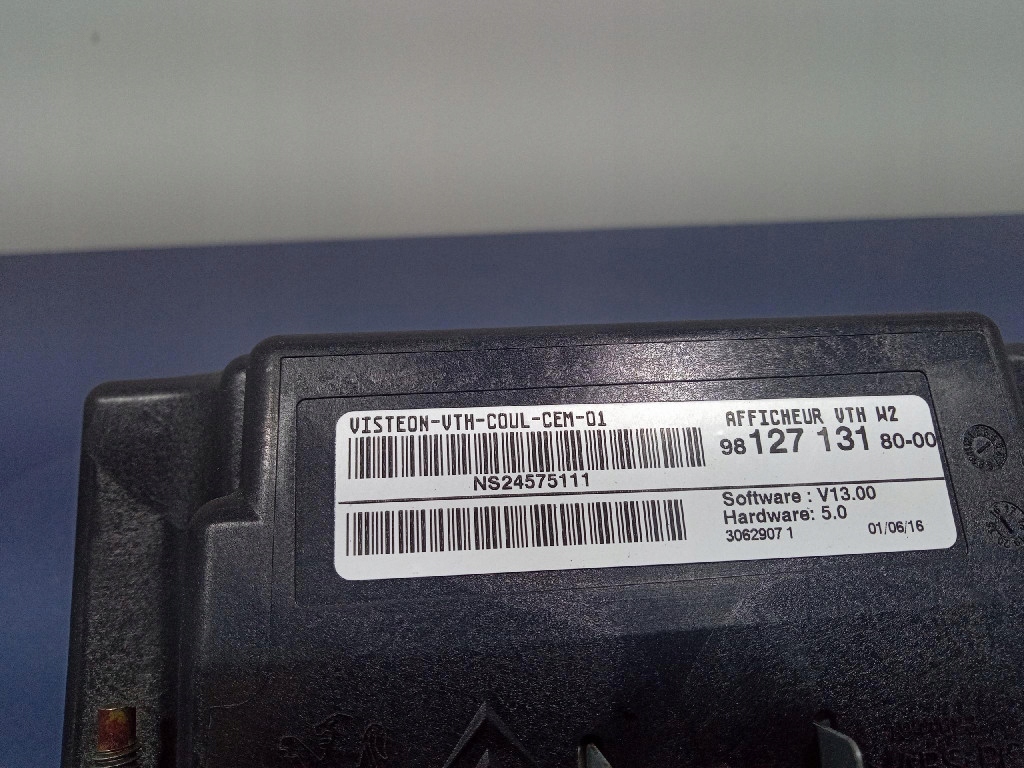 VISTEON-VTH-COUL-CEM-01
NS24575111
AFFICHEUR VTH W2
98 127 131 80-00
Software : V13.00
Hardware: 5.0
3062907 1 01/06/16